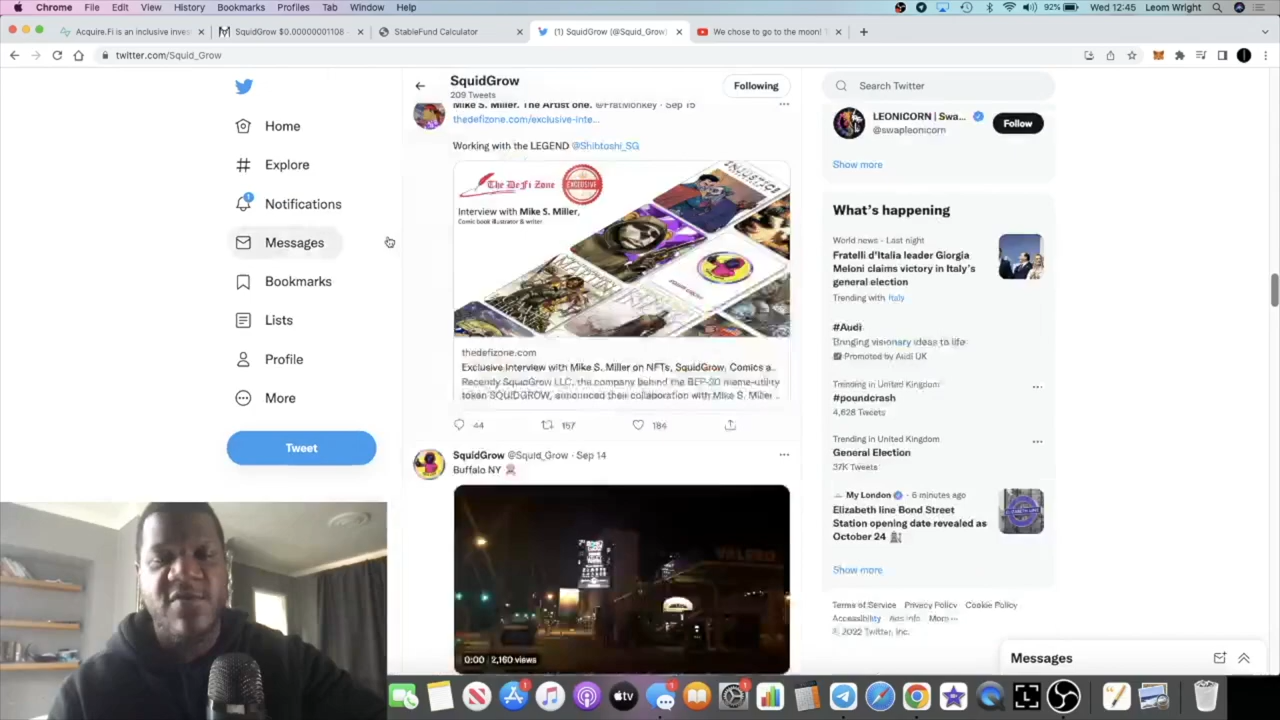 Chrome File Edit View History Bookmarks Profiles Tab Window Help
92% Wed 12:45 Leom Wright
Acquire.Fi is an inclusive inves
SquidGrow $0.00000001108 -
StableFund Calculator
(1) SquidGrow (@Squid_Grow)
We chose to go to the moon!
twitter.com/Squid_Grow
Home
Explore
1
Notifications
Messages
Bookmarks
Lists
Profile
More
Tweet
SquidGrow
209 Tweets
Following
Mike S. Miller. The Artist one. @PratMonkey · Sep 15
thedefizone.com/exclusive-inte...
Working with the LEGEND @Shibtoshi_SG
The DeFi Zone
EXCLUSIVE
Interview with Mike S. Miller,
Comic book illustrator & writer
INJUSTICE
thedefizone.com
Exclusive Interview with Mike S. Miller on NFTs, SquidGrow, Comics a...
Recently SquidGrow LLC, the company behind the BEP-20 meme-utility
token SQUIDGROW, announced their collaboration with Mike S. Miller ...
44 157 184
SquidGrow @Squid_Grow · Sep 14
Buffalo NY
VALERO
0:00 2,160 views
Search Twitter
LEONICORN | Swa...
@swapleonicorn
Follow
Show more
What's happening
World news · Last night
Fratelli d'Italia leader Giorgia
Meloni claims victory in Italy's
general election
Trending with Italy
#Audi
Bringing visionary ideas to life
Promoted by Audi UK
Trending in United Kingdom
#poundcrash
4,628 Tweets
Trending in United Kingdom
General Election
37K Tweets
My London · 6 minutes ago
Elizabeth line Bond Street
Station opening date revealed as
October 24
Show more
Terms of Service Privacy Policy Cookie Policy
Accessibility Ads info More ···
© 2022 Twitter, Inc.
Messages
tv